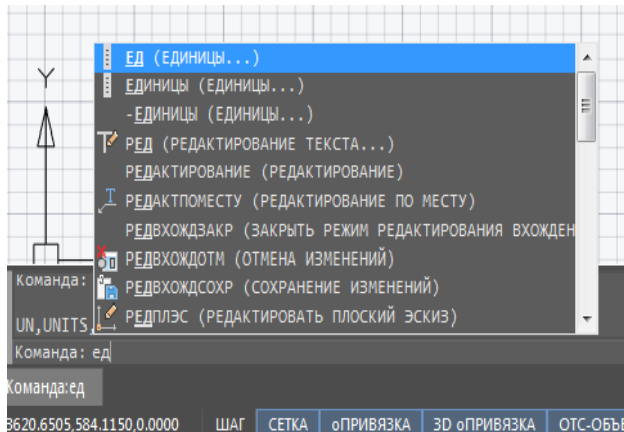 Y
ЕД (ЕДИНИЦЫ...)
ЕДИНИЦЫ (ЕДИНИЦЫ...)
-ЕДИНИЦЫ (ЕДИНИЦЫ...)
РЕД (РЕДАКТИРОВАНИЕ ТЕКСТА...)
РЕДАКТИРОВАНИЕ (РЕДАКТИРОВАНИЕ)
РЕДАКТПОМЕСТУ (РЕДАКТИРОВАНИЕ ПО МЕСТУ)
РЕДВХОЖДЗАКР (ЗАКРЫТЬ РЕЖИМ РЕДАКТИРОВАНИЯ ВХОЖДЕН
РЕДВХОЖДОТМ (ОТМЕНА ИЗМЕНЕНИЙ)
РЕДВХОЖДСОХР (СОХРАНЕНИЕ ИЗМЕНЕНИЙ)
РЕДПЛЭС (РЕДАКТИРОВАТЬ ПЛОСКИЙ ЭСКИЗ)
Команда:
UN,UNITS,
Команда: ед
Команда:ед
3620.6505,584.1150,0.0000 ШАГ СЕТКА оПРИВЯЗКА 3D оПРИВЯЗКА ОТС-ОБЪЕ